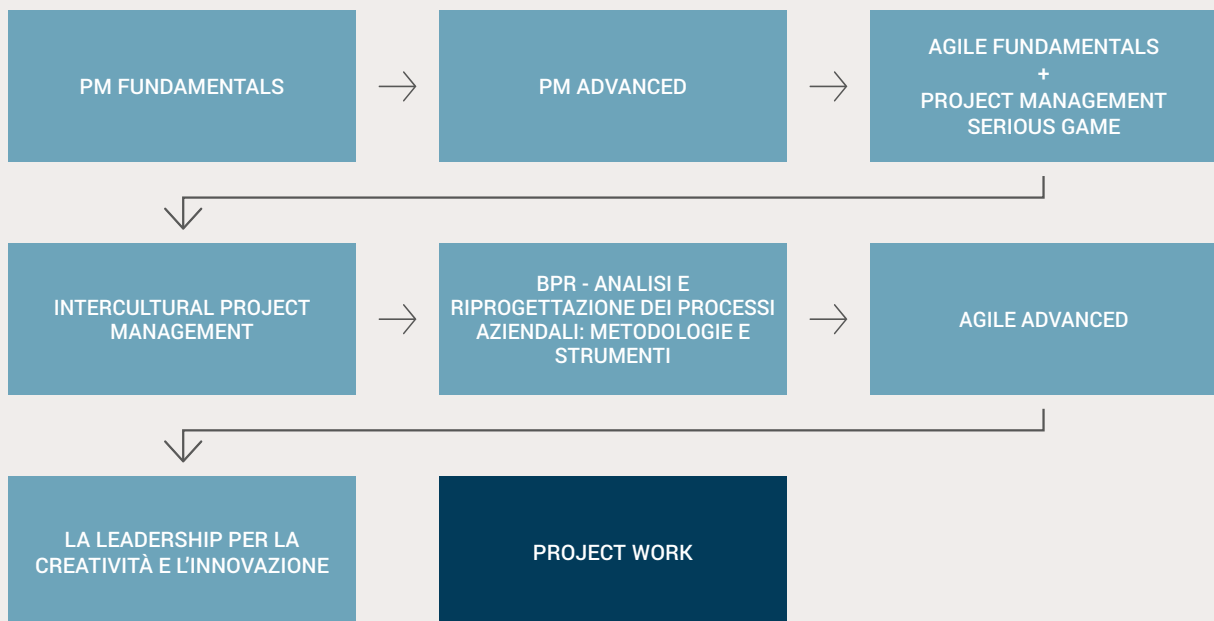 PM FUNDAMENTALS
PM ADVANCED
AGILE FUNDAMENTALS
+
PROJECT MANAGEMENT
SERIOUS GAME
INTERCULTURAL PROJECT
MANAGEMENT
BPR - ANALISI E
RIPROGETTAZIONE DEI PROCESSI
AZIENDALI: METODOLOGIE E
STRUMENTI
AGILE ADVANCED
LA LEADERSHIP PER LA
CREATIVITÀ E L’INNOVAZIONE
PROJECT WORK